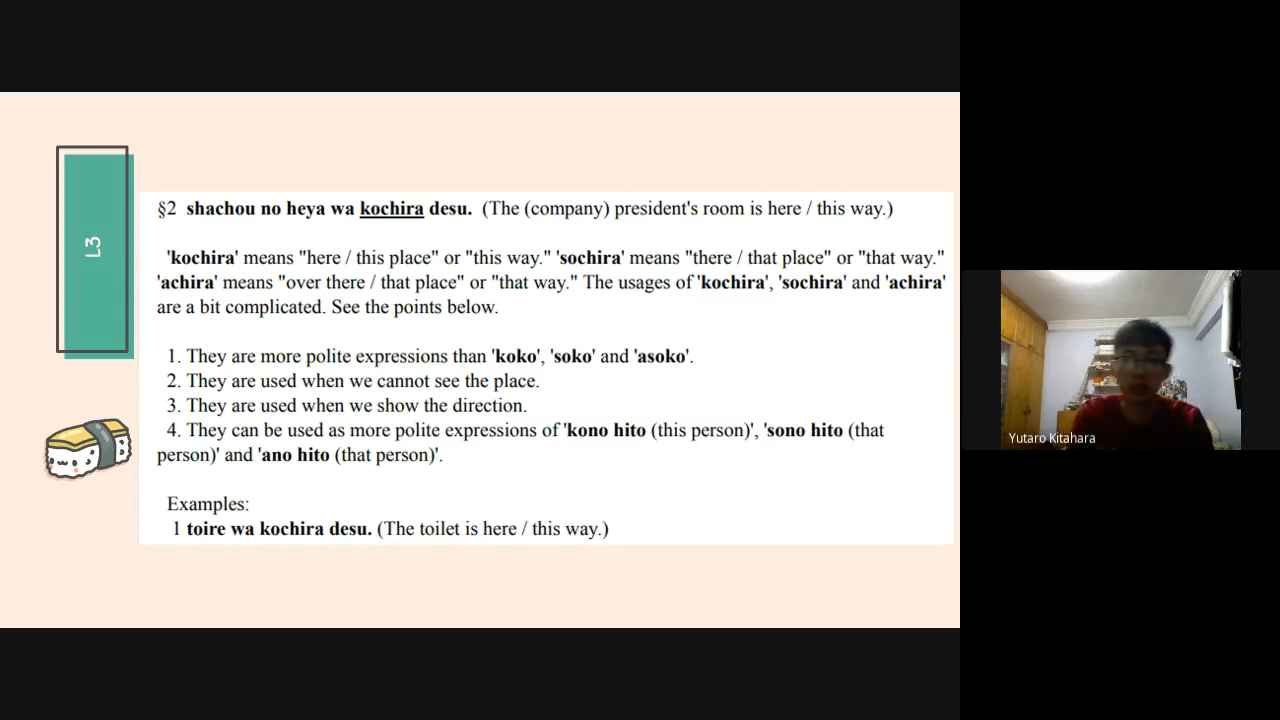 L3
§2 shachou no heya wa kochira desu. (The (company) president's room is here / this way.)
'kochira' means "here / this place" or "this way." 'sochira' means "there / that place" or "that way."
'achira' means "over there / that place" or "that way." The usages of 'kochira', 'sochira' and 'achira'
are a bit complicated. See the points below.
1. They are more polite expressions than 'koko', 'soko' and 'asoko'.
2. They are used when we cannot see the place.
3. They are used when we show the direction.
4. They can be used as more polite expressions of 'kono hito (this person)', 'sono hito (that
person)' and 'ano hito (that person)'.
Examples:
1 toire wa kochira desu. (The toilet is here / this way.)
Yutaro Kitahara